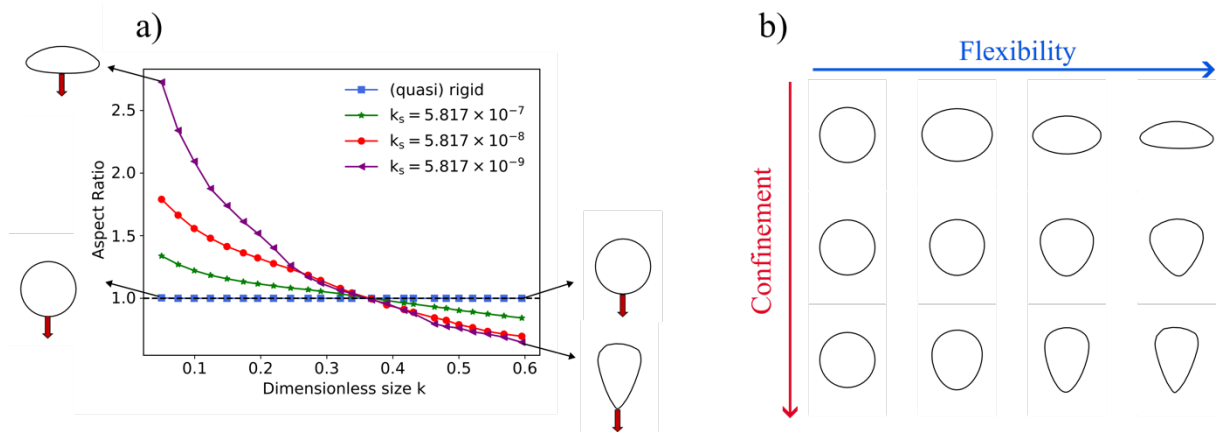 a)
(quasi) rigid
k_s = 5.817 × 10^{-7}
k_s = 5.817 × 10^{-8}
k_s = 5.817 × 10^{-9}
Aspect Ratio
2.5
2.0
1.5
1.0
0.1 0.2 0.3 0.4 0.5 0.6
Dimensionless size k
b)
Flexibility
Confinement